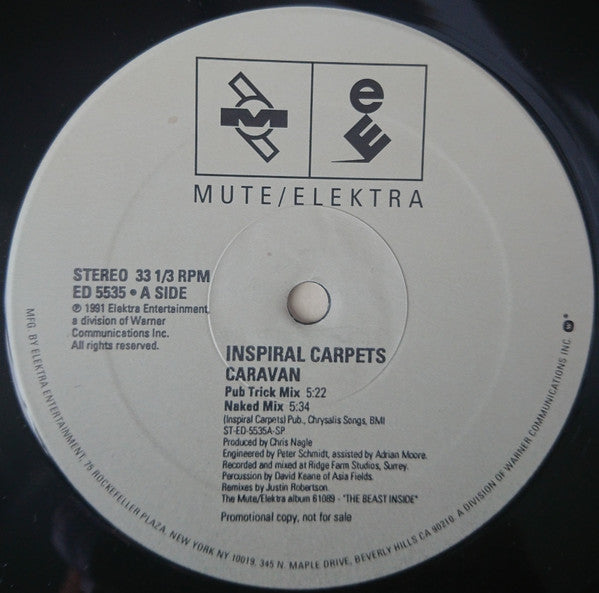 M
e
E
MUTE/ELEKTRA
STEREO 33 1/3 RPM
ED 5535 • A SIDE
℗ 1991 Elektra Entertainment,
a division of Warner
Communications Inc.
All rights reserved.
INSPIRAL CARPETS
CARAVAN
Pub Trick Mix 5:22
Naked Mix 5:34
(Inspiral Carpets) Pub., Chrysalis Songs, BMI
ST-ED-5535A-SP
Produced by Chris Nagle
Engineered by Peter Schmidt, assisted by Adrian Moore.
Recorded and mixed at Ridge Farm Studios, Surrey.
Percussion by David Keane of Asia Fields.
Remixes by Justin Robertson.
The Mute/Elektra album 61089 - "THE BEAST INSIDE"
Promotional copy, not for sale
MFG. BY ELEKTRA ENTERTAINMENT, 75 ROCKEFELLER PLAZA, NEW YORK NY 10019, 345 N. MAPLE DRIVE, BEVERLY HILLS CA 90210. A DIVISION OF WARNER COMMUNICATIONS INC.